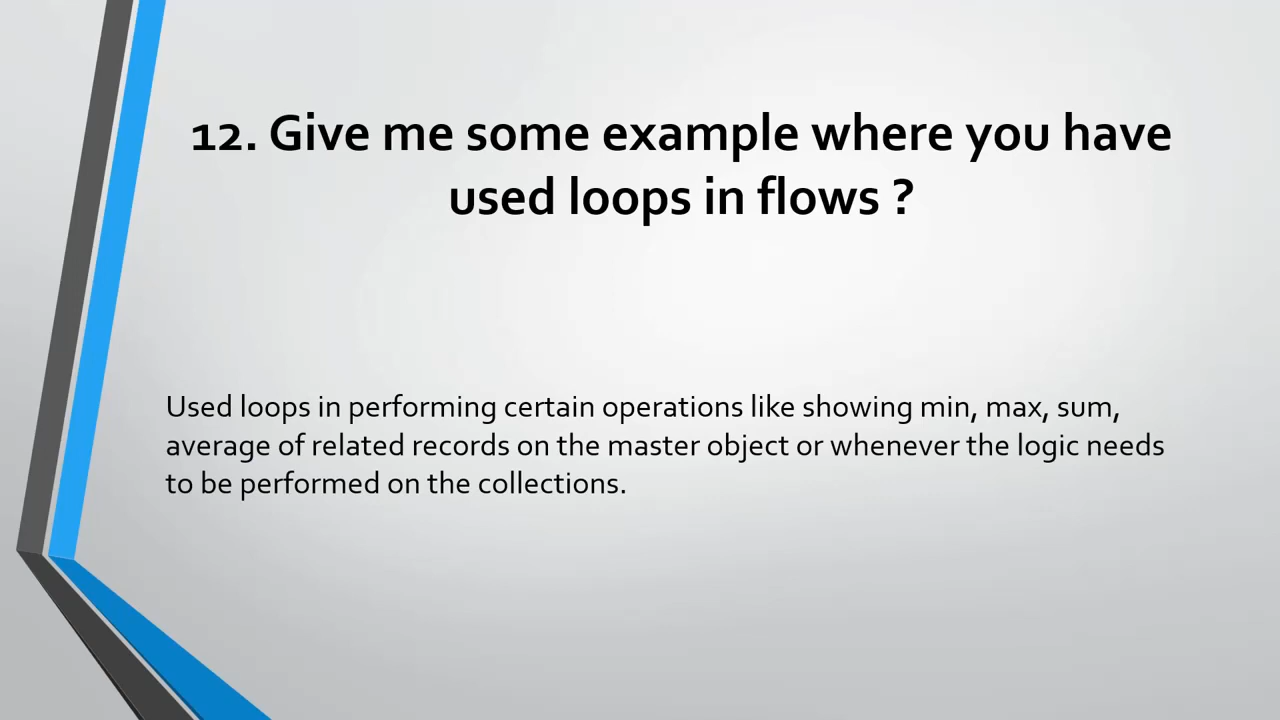 12. Give me some example where you have
used loops in flows ?
Used loops in performing certain operations like showing min, max, sum,
average of related records on the master object or whenever the logic needs
to be performed on the collections.